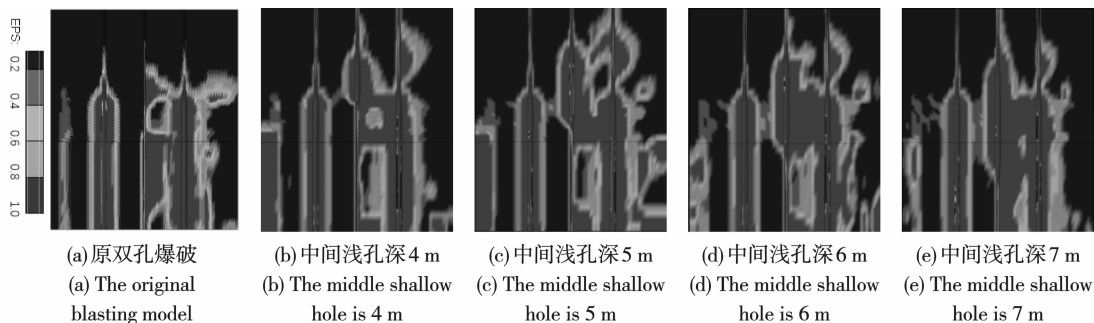 EPS:
0.2
0.4
0.6
0.8
1.0
(a)原双孔爆破
(a) The original
blasting model
(b)中间浅孔深4 m
(b) The middle shallow
hole is 4 m
(c)中间浅孔深5 m
(c) The middle shallow
hole is 5 m
(d)中间浅孔深6 m
(d) The middle shallow
hole is 6 m
(e)中间浅孔深7 m
(e) The middle shallow
hole is 7 m